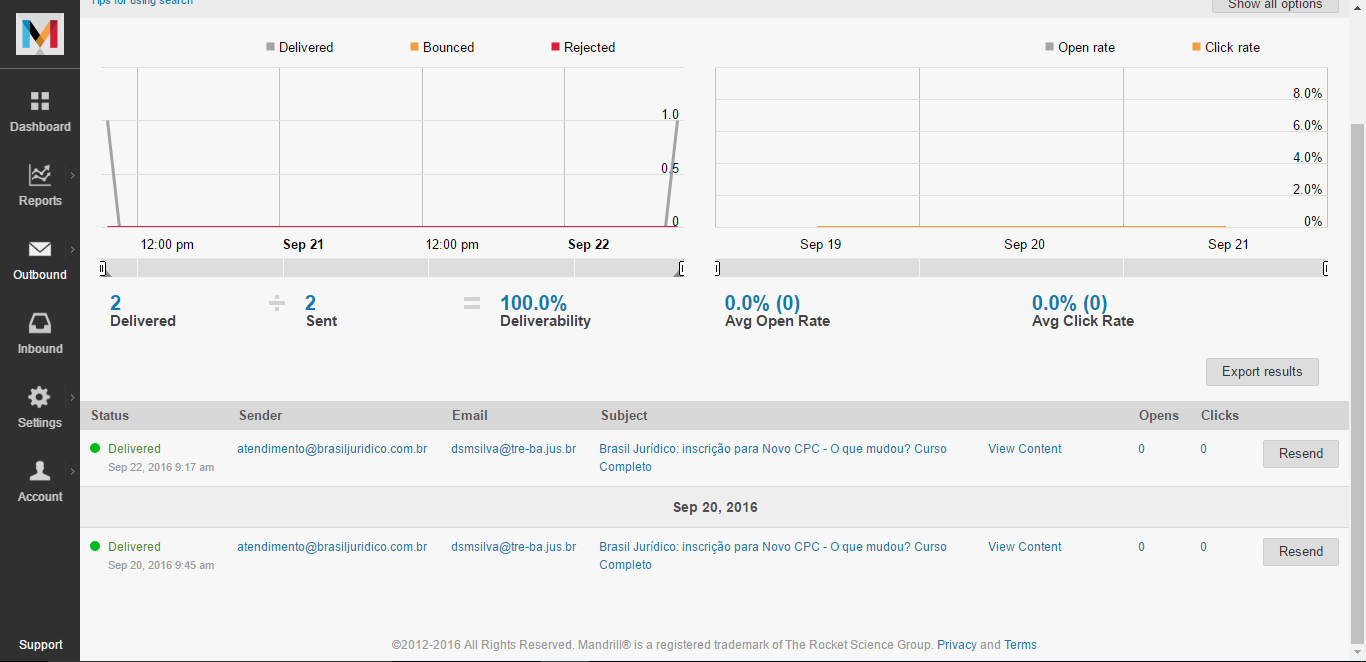 Tips for using search
Show all options
Delivered Bounced Rejected
Open rate Click rate
1.0
0.5
0
12:00 pm Sep 21 12:00 pm Sep 22
8.0%
6.0%
4.0%
2.0%
0%
Sep 19 Sep 20 Sep 21
2 ÷ 2 = 100.0%
Delivered Sent Deliverability
0.0% (0) 0.0% (0)
Avg Open Rate Avg Click Rate
Export results
Status Sender Email Subject Opens Clicks
Delivered atendimento@brasiljuridico.com.br dsmsilva@tre-ba.jus.br Brasil Jurídico: inscrição para Novo CPC - O que mudou? Curso View Content 0 0 Resend
Sep 22, 2016 9:17 am Completo
Sep 20, 2016
Delivered atendimento@brasiljuridico.com.br dsmsilva@tre-ba.jus.br Brasil Jurídico: inscrição para Novo CPC - O que mudou? Curso View Content 0 0 Resend
Sep 20, 2016 9:45 am Completo
©2012-2016 All Rights Reserved. Mandrill® is a registered trademark of The Rocket Science Group. Privacy and Terms
Dashboard
Reports
Outbound
Inbound
Settings
Account
Support